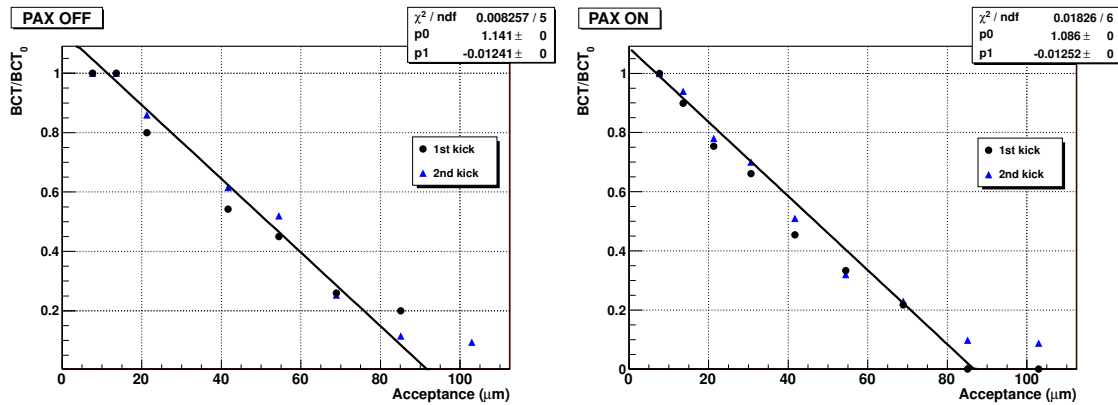 PAX OFF
χ² / ndf 0.008257 / 5
p0 1.141 ± 0
p1 -0.01241 ± 0
BCT/BCT₀
1
0.8
0.6
0.4
0.2
1st kick
2nd kick
0 20 40 60 80 100
Acceptance (μm)
PAX ON
χ² / ndf 0.01826 / 6
p0 1.086 ± 0
p1 -0.01252 ± 0
BCT/BCT₀
1
0.8
0.6
0.4
0.2
0
1st kick
2nd kick
0 20 40 60 80 100
Acceptance (μm)